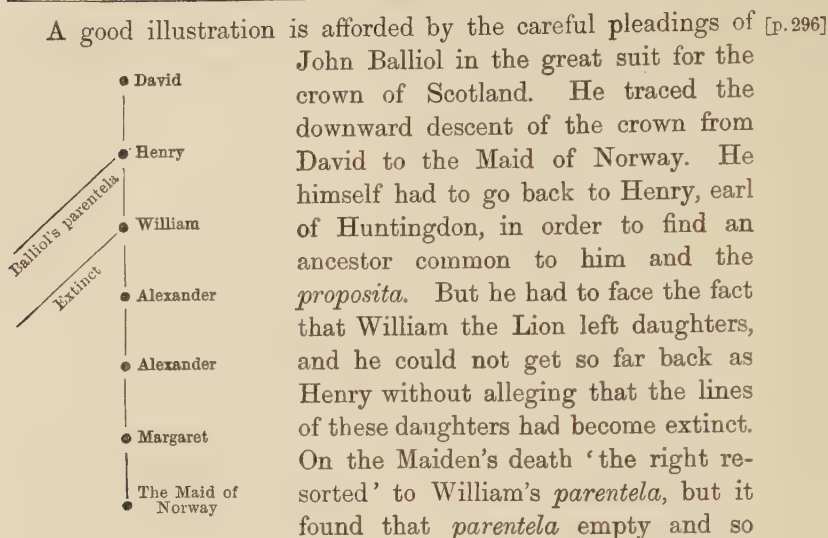 A good illustration is afforded by the careful pleadings of [p. 296]
John Balliol in the great suit for the
crown of Scotland. He traced the
downward descent of the crown from
David to the Maid of Norway. He
himself had to go back to Henry, earl
of Huntingdon, in order to find an
ancestor common to him and the
proposita. But he had to face the fact
that William the Lion left daughters,
and he could not get so far back as
Henry without alleging that the lines
of these daughters had become extinct.
On the Maiden's death ‘the right re-
sorted’ to William's parentela, but it
found that parentela empty and so
David
Henry
Balliol's parentela
William
Extinct
Alexander
Alexander
Margaret
The Maid of
Norway